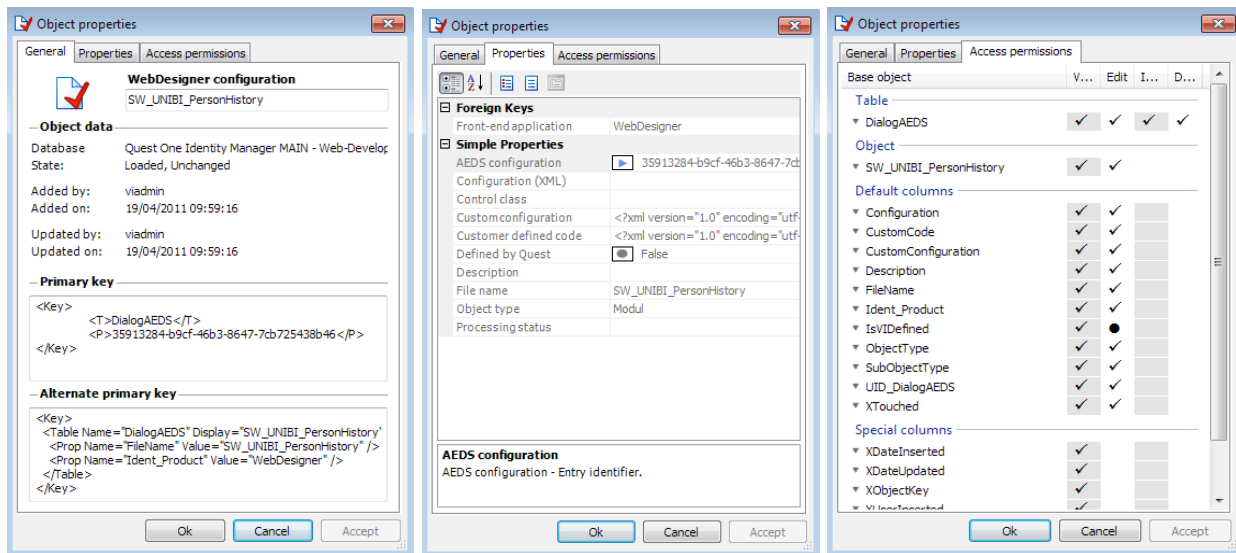 Object properties
General Properties Access permissions
WebDesigner configuration
SW_UNIBI_PersonHistory
Object data
Database Quest One Identity Manager MAIN - Web-Develop
State: Loaded, Unchanged
Added by: viadmin
Added on: 19/04/2011 09:59:16
Updated by: viadmin
Updated on: 19/04/2011 09:59:16
Primary key
<Key>
<T>DialogAEDS</T>
<P>35913284-b9cf-46b3-8647-7cb725438b46</P>
</Key>
Alternate primary key
<Key>
<Table Name="DialogAEDS" Display="SW_UNIBI_PersonHistory"
<Prop Name="FileName" Value="SW_UNIBI_PersonHistory" />
<Prop Name="Ident_Product" Value="WebDesigner" />
</Table>
</Key>
Ok Cancel Accept
Object properties
General Properties Access permissions
Foreign Keys
Front-end application WebDesigner
Simple Properties
AEDS configuration 35913284-b9cf-46b3-8647-7cb
Configuration (XML)
Control class
Custom configuration <?xml version="1.0" encoding="utf-
Customer defined code <?xml version="1.0" encoding="utf-
Defined by Quest False
Description
File name SW_UNIBI_PersonHistory
Object type Modul
Processing status
AEDS configuration
AEDS configuration - Entry identifier.
Ok Cancel Accept
Object properties
General Properties Access permissions
Base object V... Edit I... D...
Table
DialogAEDS
Object
SW_UNIBI_PersonHistory
Default columns
Configuration
CustomCode
CustomConfiguration
Description
FileName
Ident_Product
IsVIDefined
ObjectType
SubObjectType
UID_DialogAEDS
XTouched
Special columns
XDateInserted
XDateUpdated
XObjectKey
XUserInserted
Ok Cancel Accept